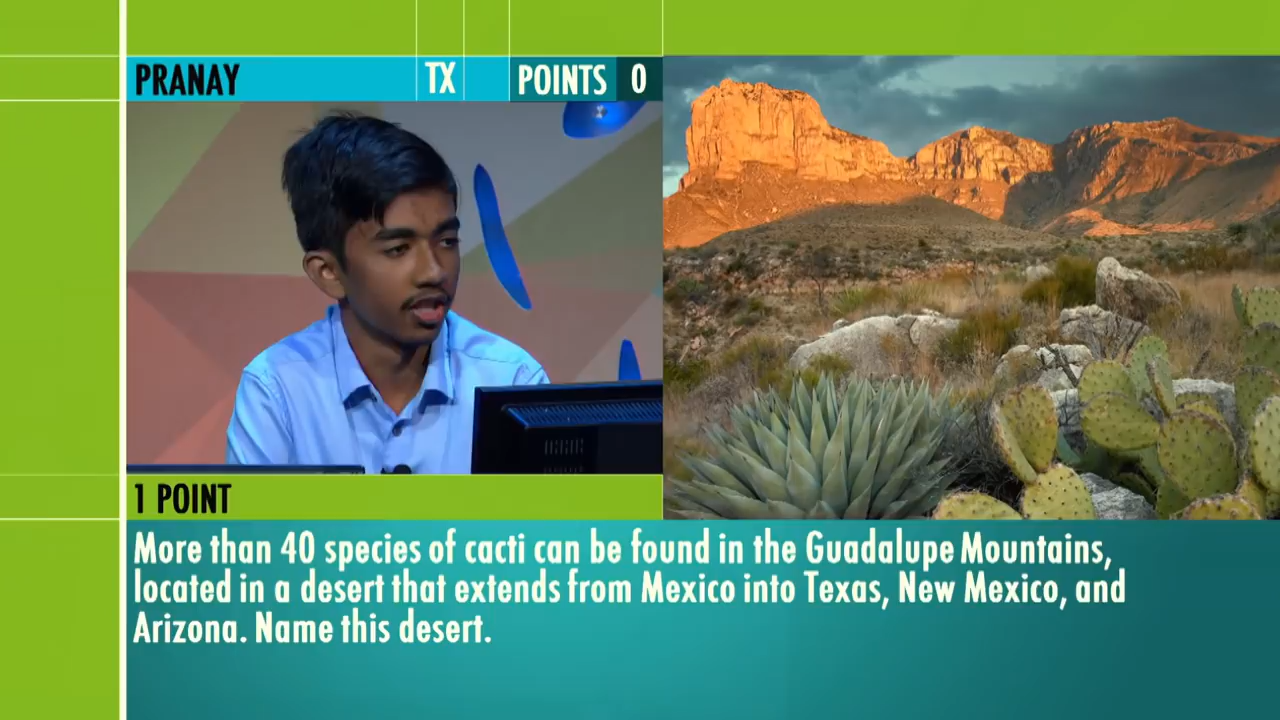 PRANAY TX POINTS 0
1 POINT
More than 40 species of cacti can be found in the Guadalupe Mountains,
located in a desert that extends from Mexico into Texas, New Mexico, and
Arizona. Name this desert.